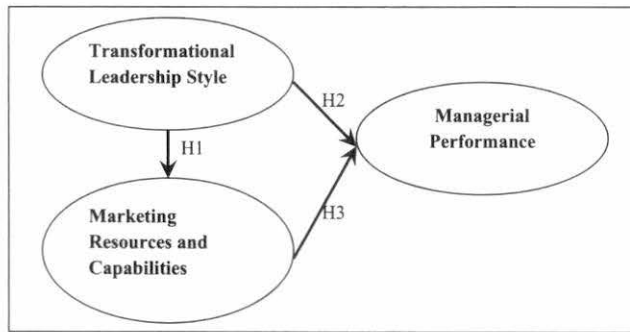 Transformational
Leadership Style
H2
Managerial
Performance
H1
H3
Marketing
Resources and
Capabilities